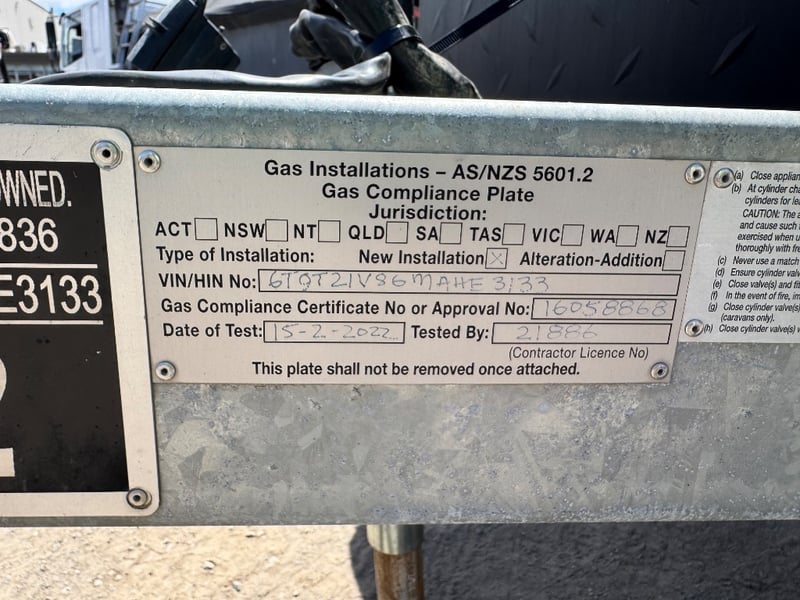 WNED.
836
E3133
Gas Installations – AS/NZS 5601.2
Gas Compliance Plate
Jurisdiction:
ACT NSW NT QLD SA TAS VIC WA NZ
Type of Installation: New Installation X Alteration-Addition
VIN/HIN No: 6TQT21V86MAHE3133
Gas Compliance Certificate No or Approval No: 16058868
Date of Test: 15-2-2022 Tested By: 21886
(Contractor Licence No)
This plate shall not be removed once attached.
(a) Close applian
(b) At cylinder cha
cylinders for lea
CAUTION: The a
and cause such
exercised when u
thoroughly with fre
(c) Never use a match
(d) Ensure cylinder valv
(e) Close valve(s) and fit
(f) In the event of fire, im
(g) Close cylinder valve(s)
(caravans only).
(h) Close cylinder valve(s) w